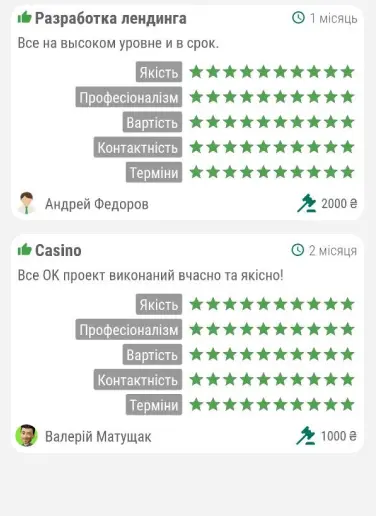 Разработка лендинга 1 місяць
Все на высоком уровне и в срок.
Якість
Професіоналізм
Вартість
Контактність
Терміни
Андрей Федоров 2000 ₴
Casino 2 місяця
Все ОК проект виконаний вчасно та якісно!
Якість
Професіоналізм
Вартість
Контактність
Терміни
Валерій Матущак 1000 ₴